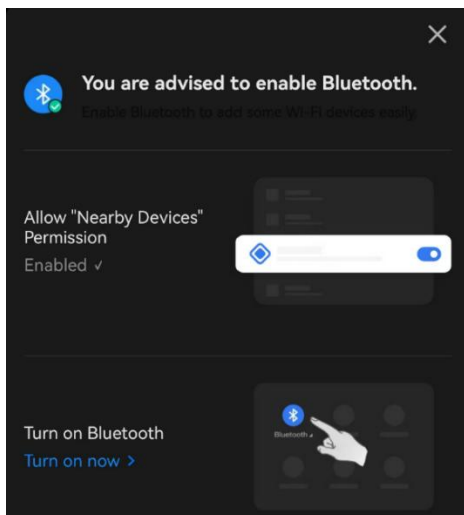 You are advised to enable Bluetooth.
Enable Bluetooth to add some Wi-Fi devices easily.
Allow "Nearby Devices"
Permission
Enabled ✓
Turn on Bluetooth
Turn on now >
Bluetooth